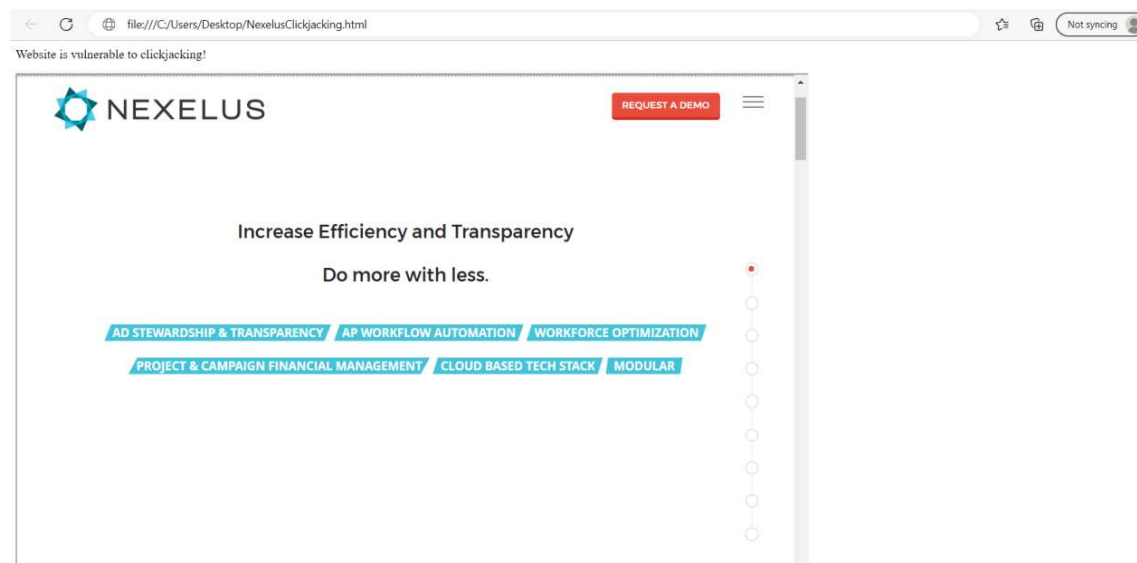 file:///C:/Users/Desktop/NexelusClickjacking.html
Not syncing
Website is vulnerable to clickjacking!
NEXELUS
REQUEST A DEMO
Increase Efficiency and Transparency
Do more with less.
AD STEWARDSHIP & TRANSPARENCY AP WORKFLOW AUTOMATION WORKFORCE OPTIMIZATION
PROJECT & CAMPAIGN FINANCIAL MANAGEMENT CLOUD BASED TECH STACK MODULAR